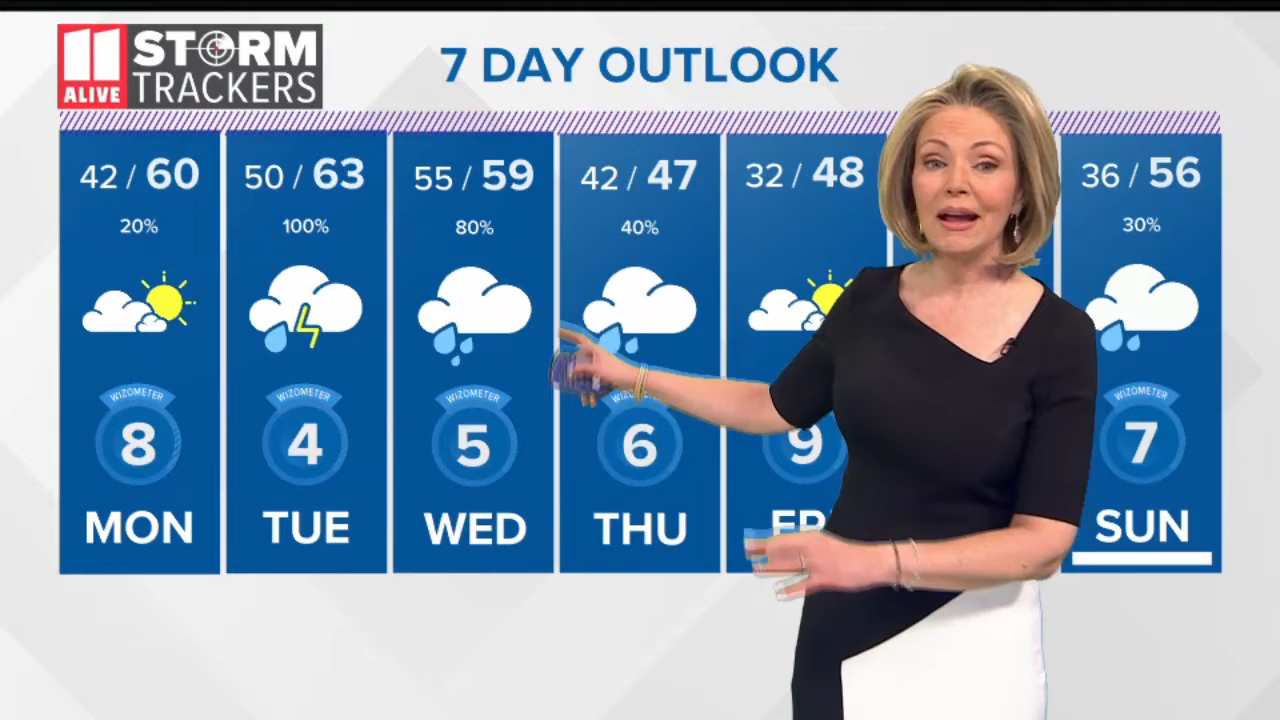 11 ALIVE
STORM
TRACKERS
7 DAY OUTLOOK
42 / 60
20%
WIZOMETER
8
MON
50 / 63
100%
WIZOMETER
4
TUE
55 / 59
80%
WIZOMETER
5
WED
42 / 47
40%
6
THU
32 / 48
9
36 / 56
30%
WIZOMETER
7
SUN